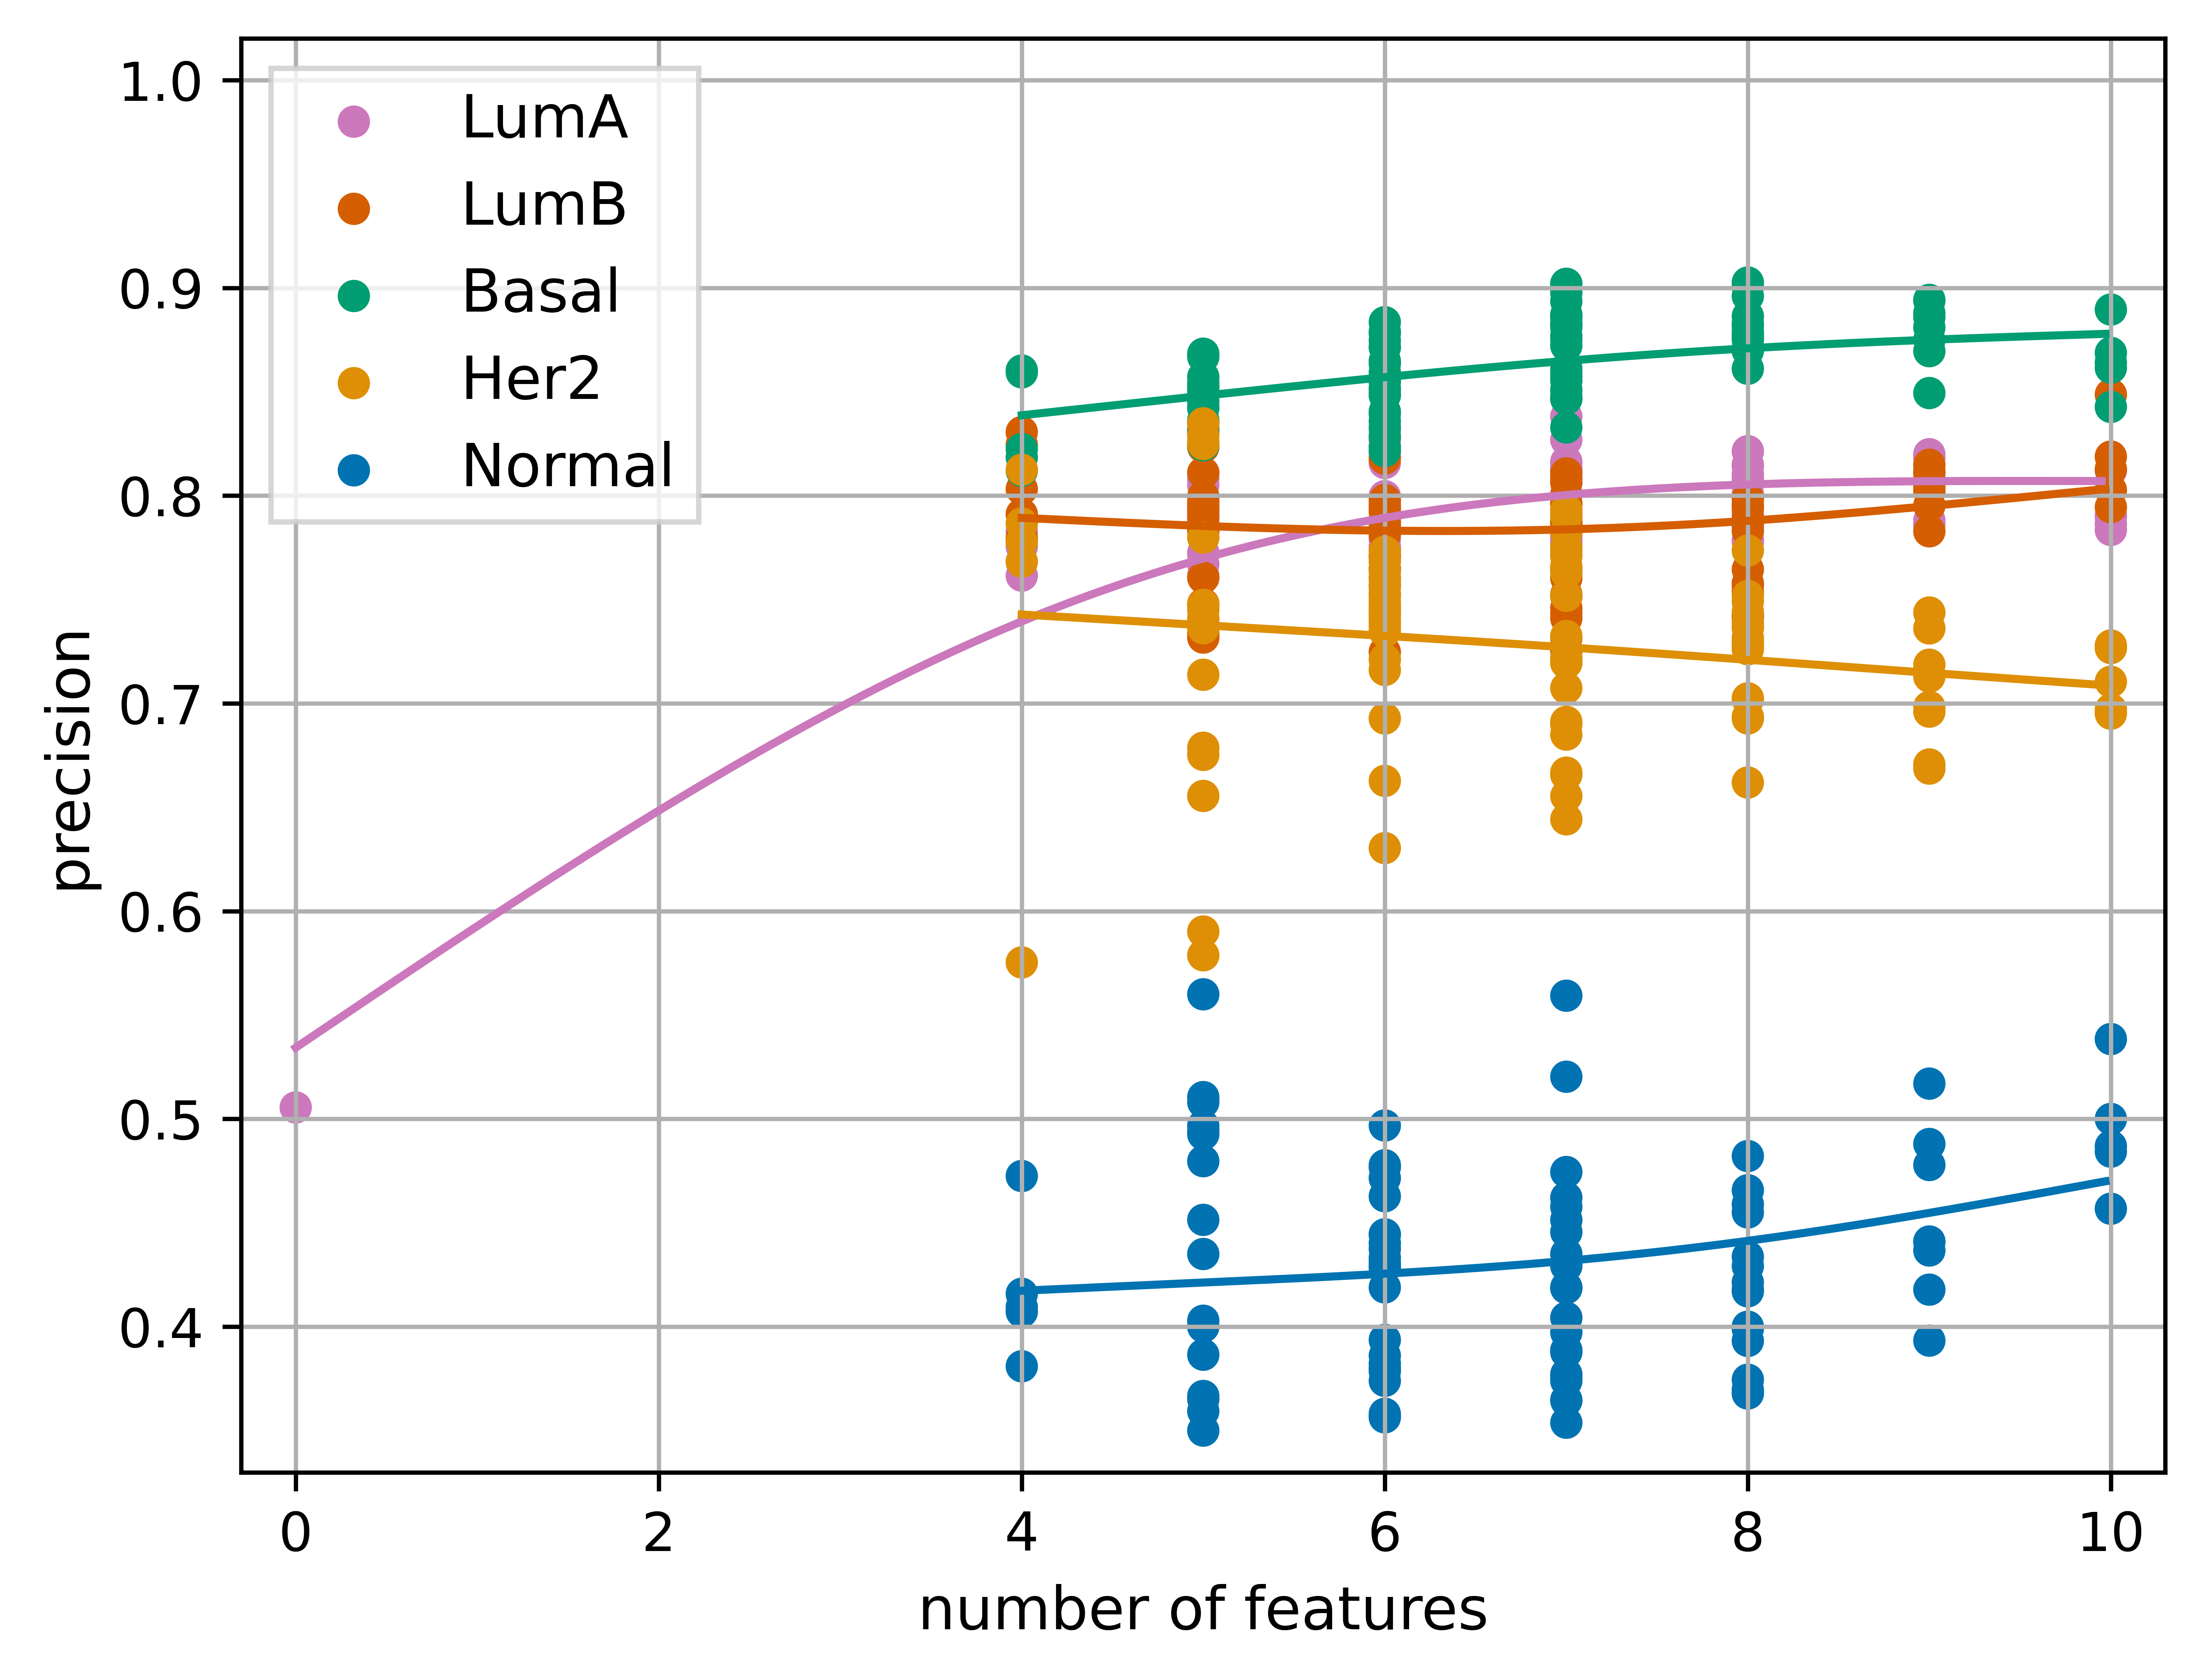 1.0
0.9
0.8
0.7
0.6
0.5
0.4
precision
LumA
LumB
Basal
Her2
Normal
0 2 4 6 8 10
number of features